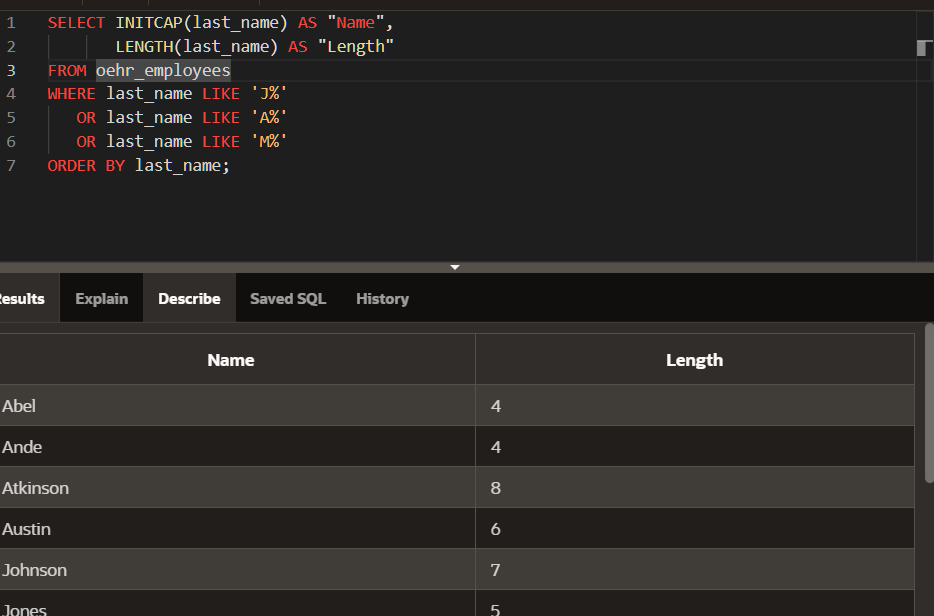 1 SELECT INITCAP(last_name) AS "Name",
2 LENGTH(last_name) AS "Length"
3 FROM oehr_employees
4 WHERE last_name LIKE 'J%'
5 OR last_name LIKE 'A%'
6 OR last_name LIKE 'M%'
7 ORDER BY last_name;
Results Explain Describe Saved SQL History
Name Length
Abel 4
Ande 4
Atkinson 8
Austin 6
Johnson 7
Jones 5